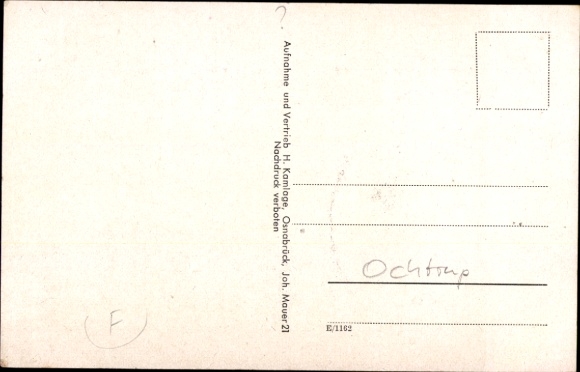 ?
Aufnahme und Vertrieb H. Kamlage, Osnabrück, Joh. Mauer 21
Nachdruck verboten
Ochtrup
E/1162
F